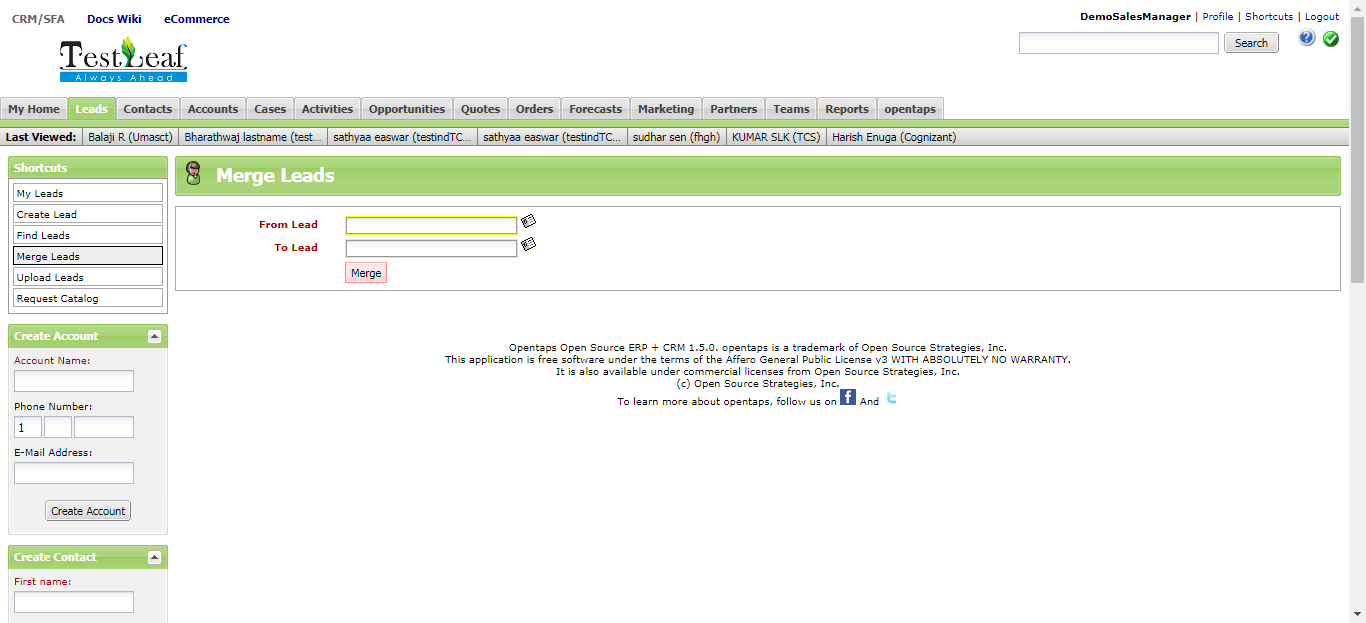 CRM/SFA Docs Wiki eCommerce
DemoSalesManager | Profile | Shortcuts | Logout
Search
TestLeaf
Always Ahead
My Home Leads Contacts Accounts Cases Activities Opportunities Quotes Orders Forecasts Marketing Partners Teams Reports opentaps
Last Viewed: Balaji R (Umasct) Bharathwaj lastname (test... sathyaa easwar (testindTC... sathyaa easwar (testindTC... sudhar sen (fhgh) KUMAR SLK (TCS) Harish Enuga (Cognizant)
Shortcuts
My Leads
Create Lead
Find Leads
Merge Leads
Upload Leads
Request Catalog
Create Account
Account Name:
Phone Number:
1
E-Mail Address:
Create Account
Create Contact
First name:
Merge Leads
From Lead
To Lead
Merge
Opentaps Open Source ERP + CRM 1.5.0. opentaps is a trademark of Open Source Strategies, Inc.
This application is free software under the terms of the Affero General Public License v3 WITH ABSOLUTELY NO WARRANTY.
It is also available under commercial licenses from Open Source Strategies, Inc.
(c) Open Source Strategies, Inc.
To learn more about opentaps, follow us on f And t